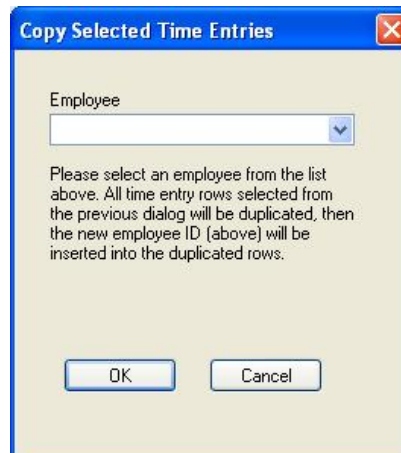 Copy Selected Time Entries
Employee
Please select an employee from the list
above. All time entry rows selected from
the previous dialog will be duplicated, then
the new employee ID (above) will be
inserted into the duplicated rows.
OK
Cancel